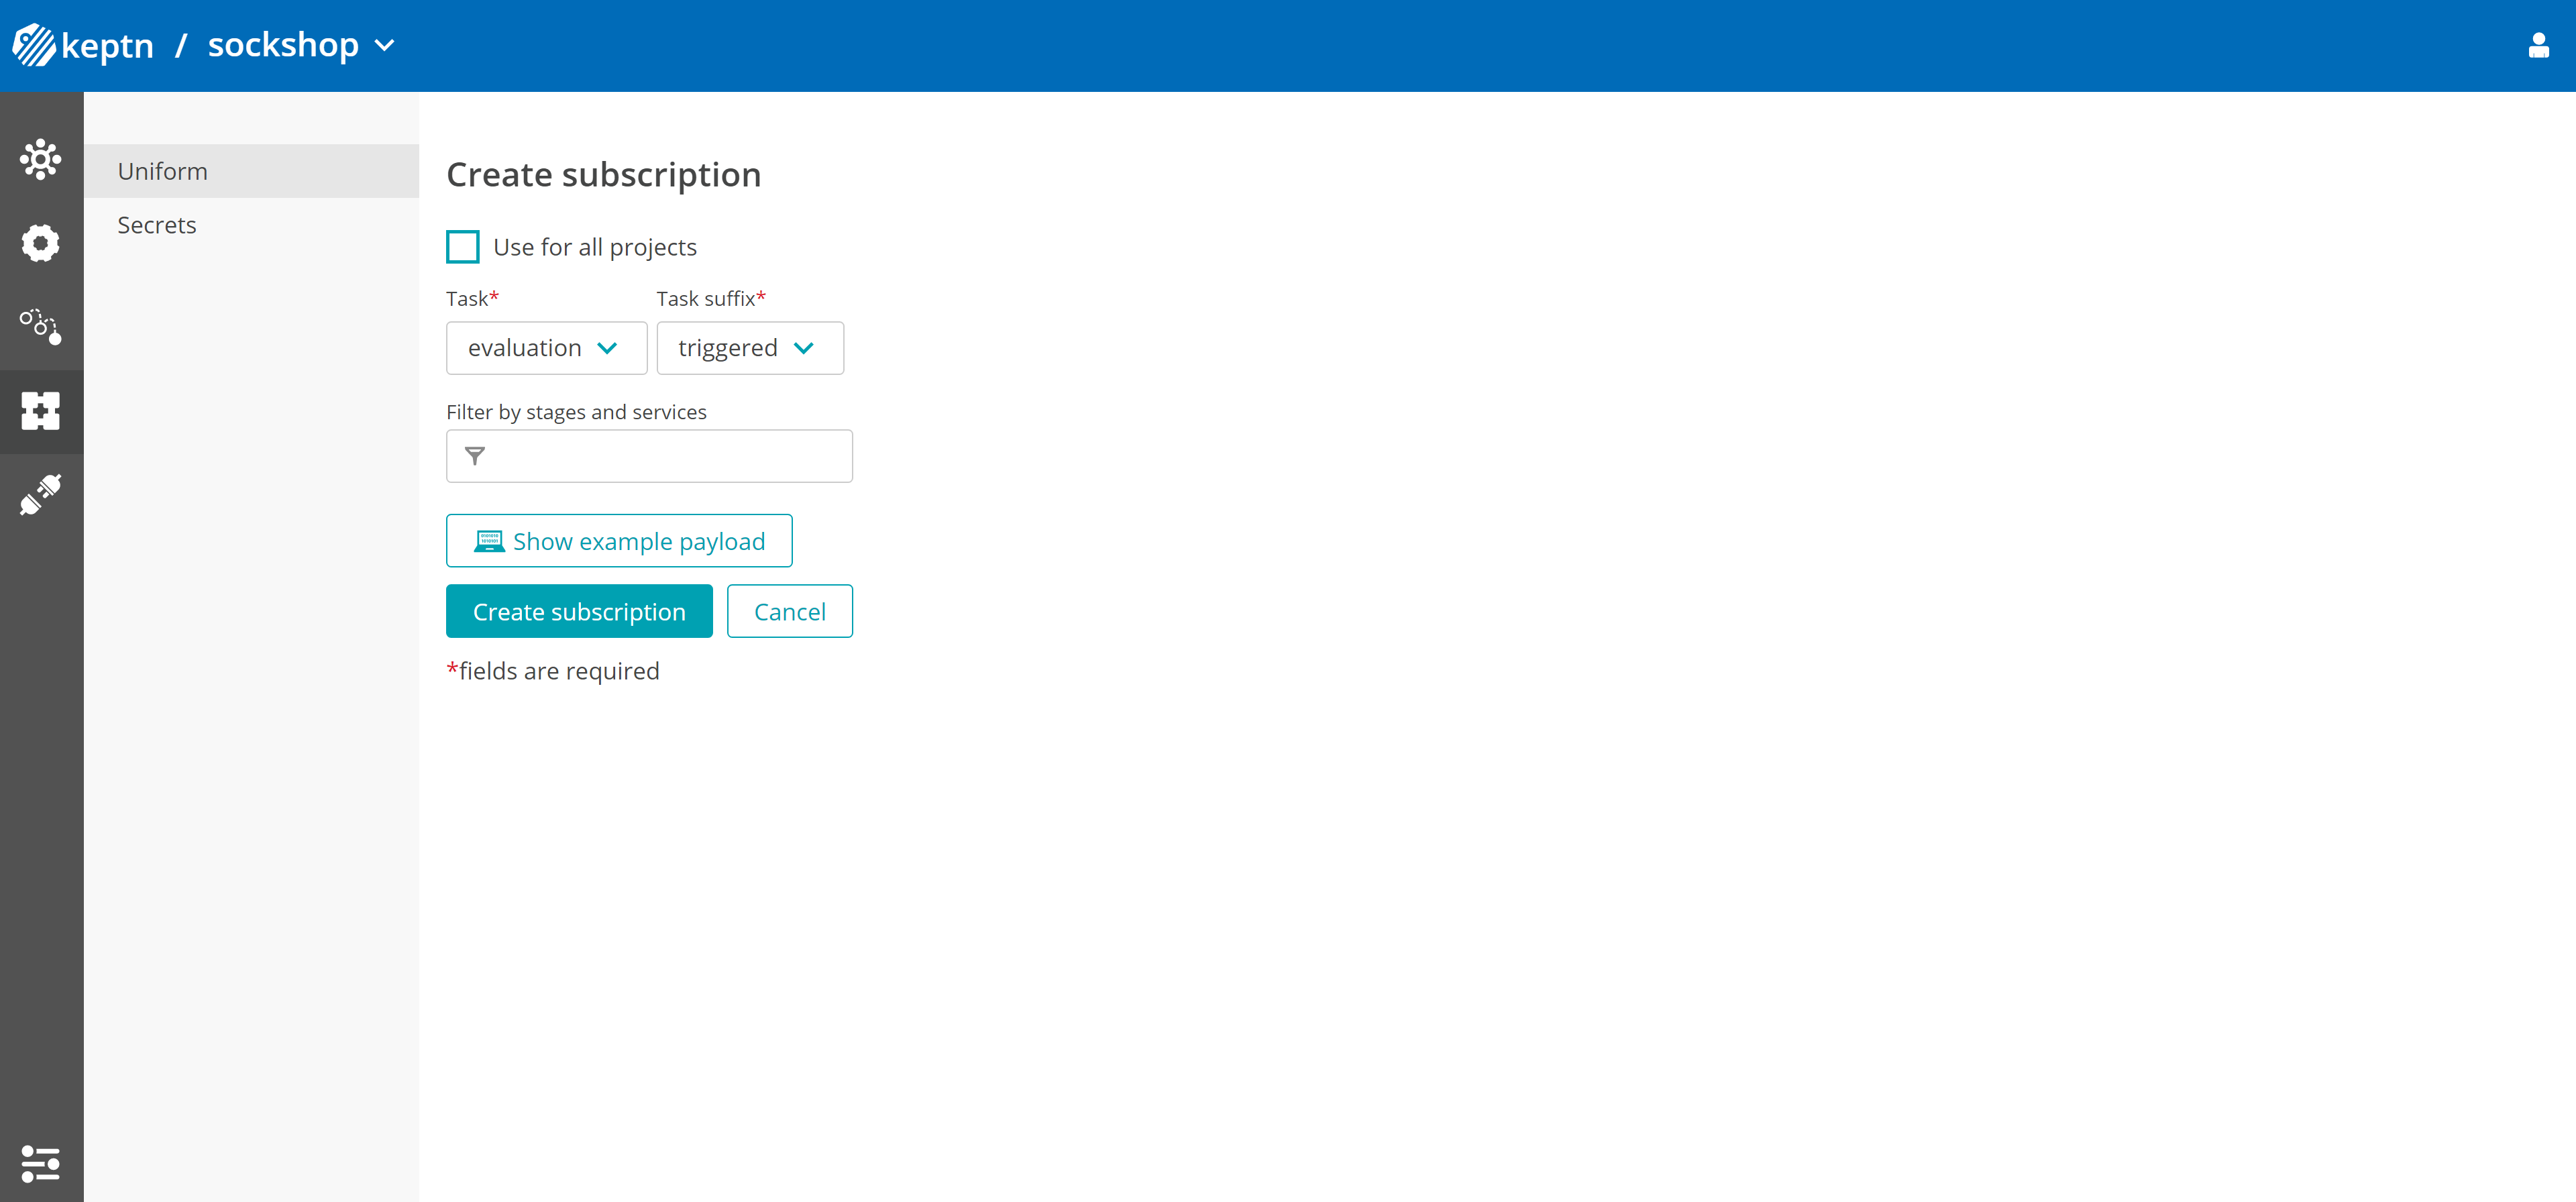 keptn / sockshop
Uniform
Secrets
Create subscription
Use for all projects
Task* Task suffix*
evaluation triggered
Filter by stages and services
Show example payload
Create subscription Cancel
*fields are required